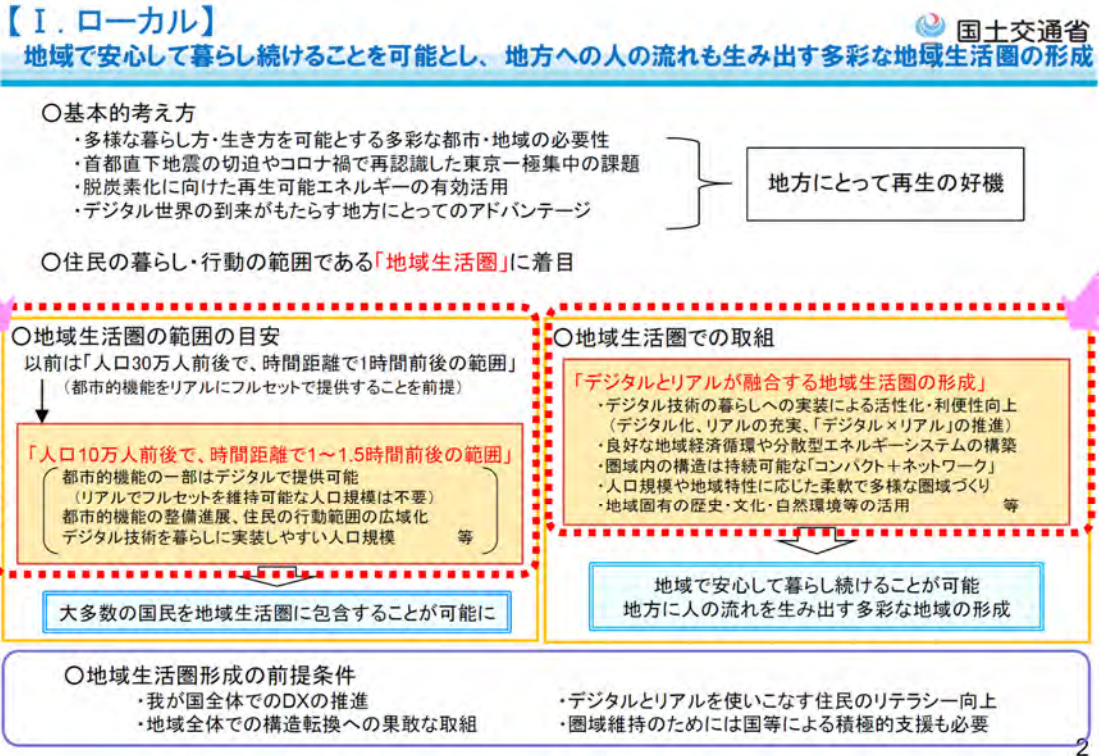 【Ⅰ.ローカル】
国土交通省
地域で安心して暮らし続けることを可能とし、地方への人の流れも生み出す多彩な地域生活圏の形成
〇基本的考え方
・多様な暮らし方・生き方を可能とする多彩な都市・地域の必要性
・首都直下地震の切迫やコロナ禍で再認識した東京一極集中の課題
・脱炭素化に向けた再生可能エネルギーの有効活用
・デジタル世界の到来がもたらす地方にとってのアドバンテージ
地方にとって再生の好機
〇住民の暮らし・行動の範囲である「地域生活圏」に着目
〇地域生活圏の範囲の目安
以前は「人口30万人前後で、時間距離で1時間前後の範囲」
(都市的機能をリアルにフルセットで提供することを前提)
「人口10万人前後で、時間距離で1~1.5時間前後の範囲」
都市的機能の一部はデジタルで提供可能
(リアルでフルセットを維持可能な人口規模は不要)
都市的機能の整備進展、住民の行動範囲の広域化
デジタル技術を暮らしに実装しやすい人口規模 等
大多数の国民を地域生活圏に包含することが可能に
〇地域生活圏での取組
「デジタルとリアルが融合する地域生活圏の形成」
・デジタル技術の暮らしへの実装による活性化・利便性向上
(デジタル化、リアルの充実、「デジタル×リアル」の推進)
・良好な地域経済循環や分散型エネルギーシステムの構築
・圏域内の構造は持続可能な「コンパクト+ネットワーク」
・人口規模や地域特性に応じた柔軟で多様な圏域づくり
・地域固有の歴史・文化・自然環境等の活用 等
地域で安心して暮らし続けることが可能
地方に人の流れを生み出す多彩な地域の形成
〇地域生活圏形成の前提条件
・我が国全体でのDXの推進
・地域全体での構造転換への果敢な取組
・デジタルとリアルを使いこなす住民のリテラシー向上
・圏域維持のためには国等による積極的支援も必要
2